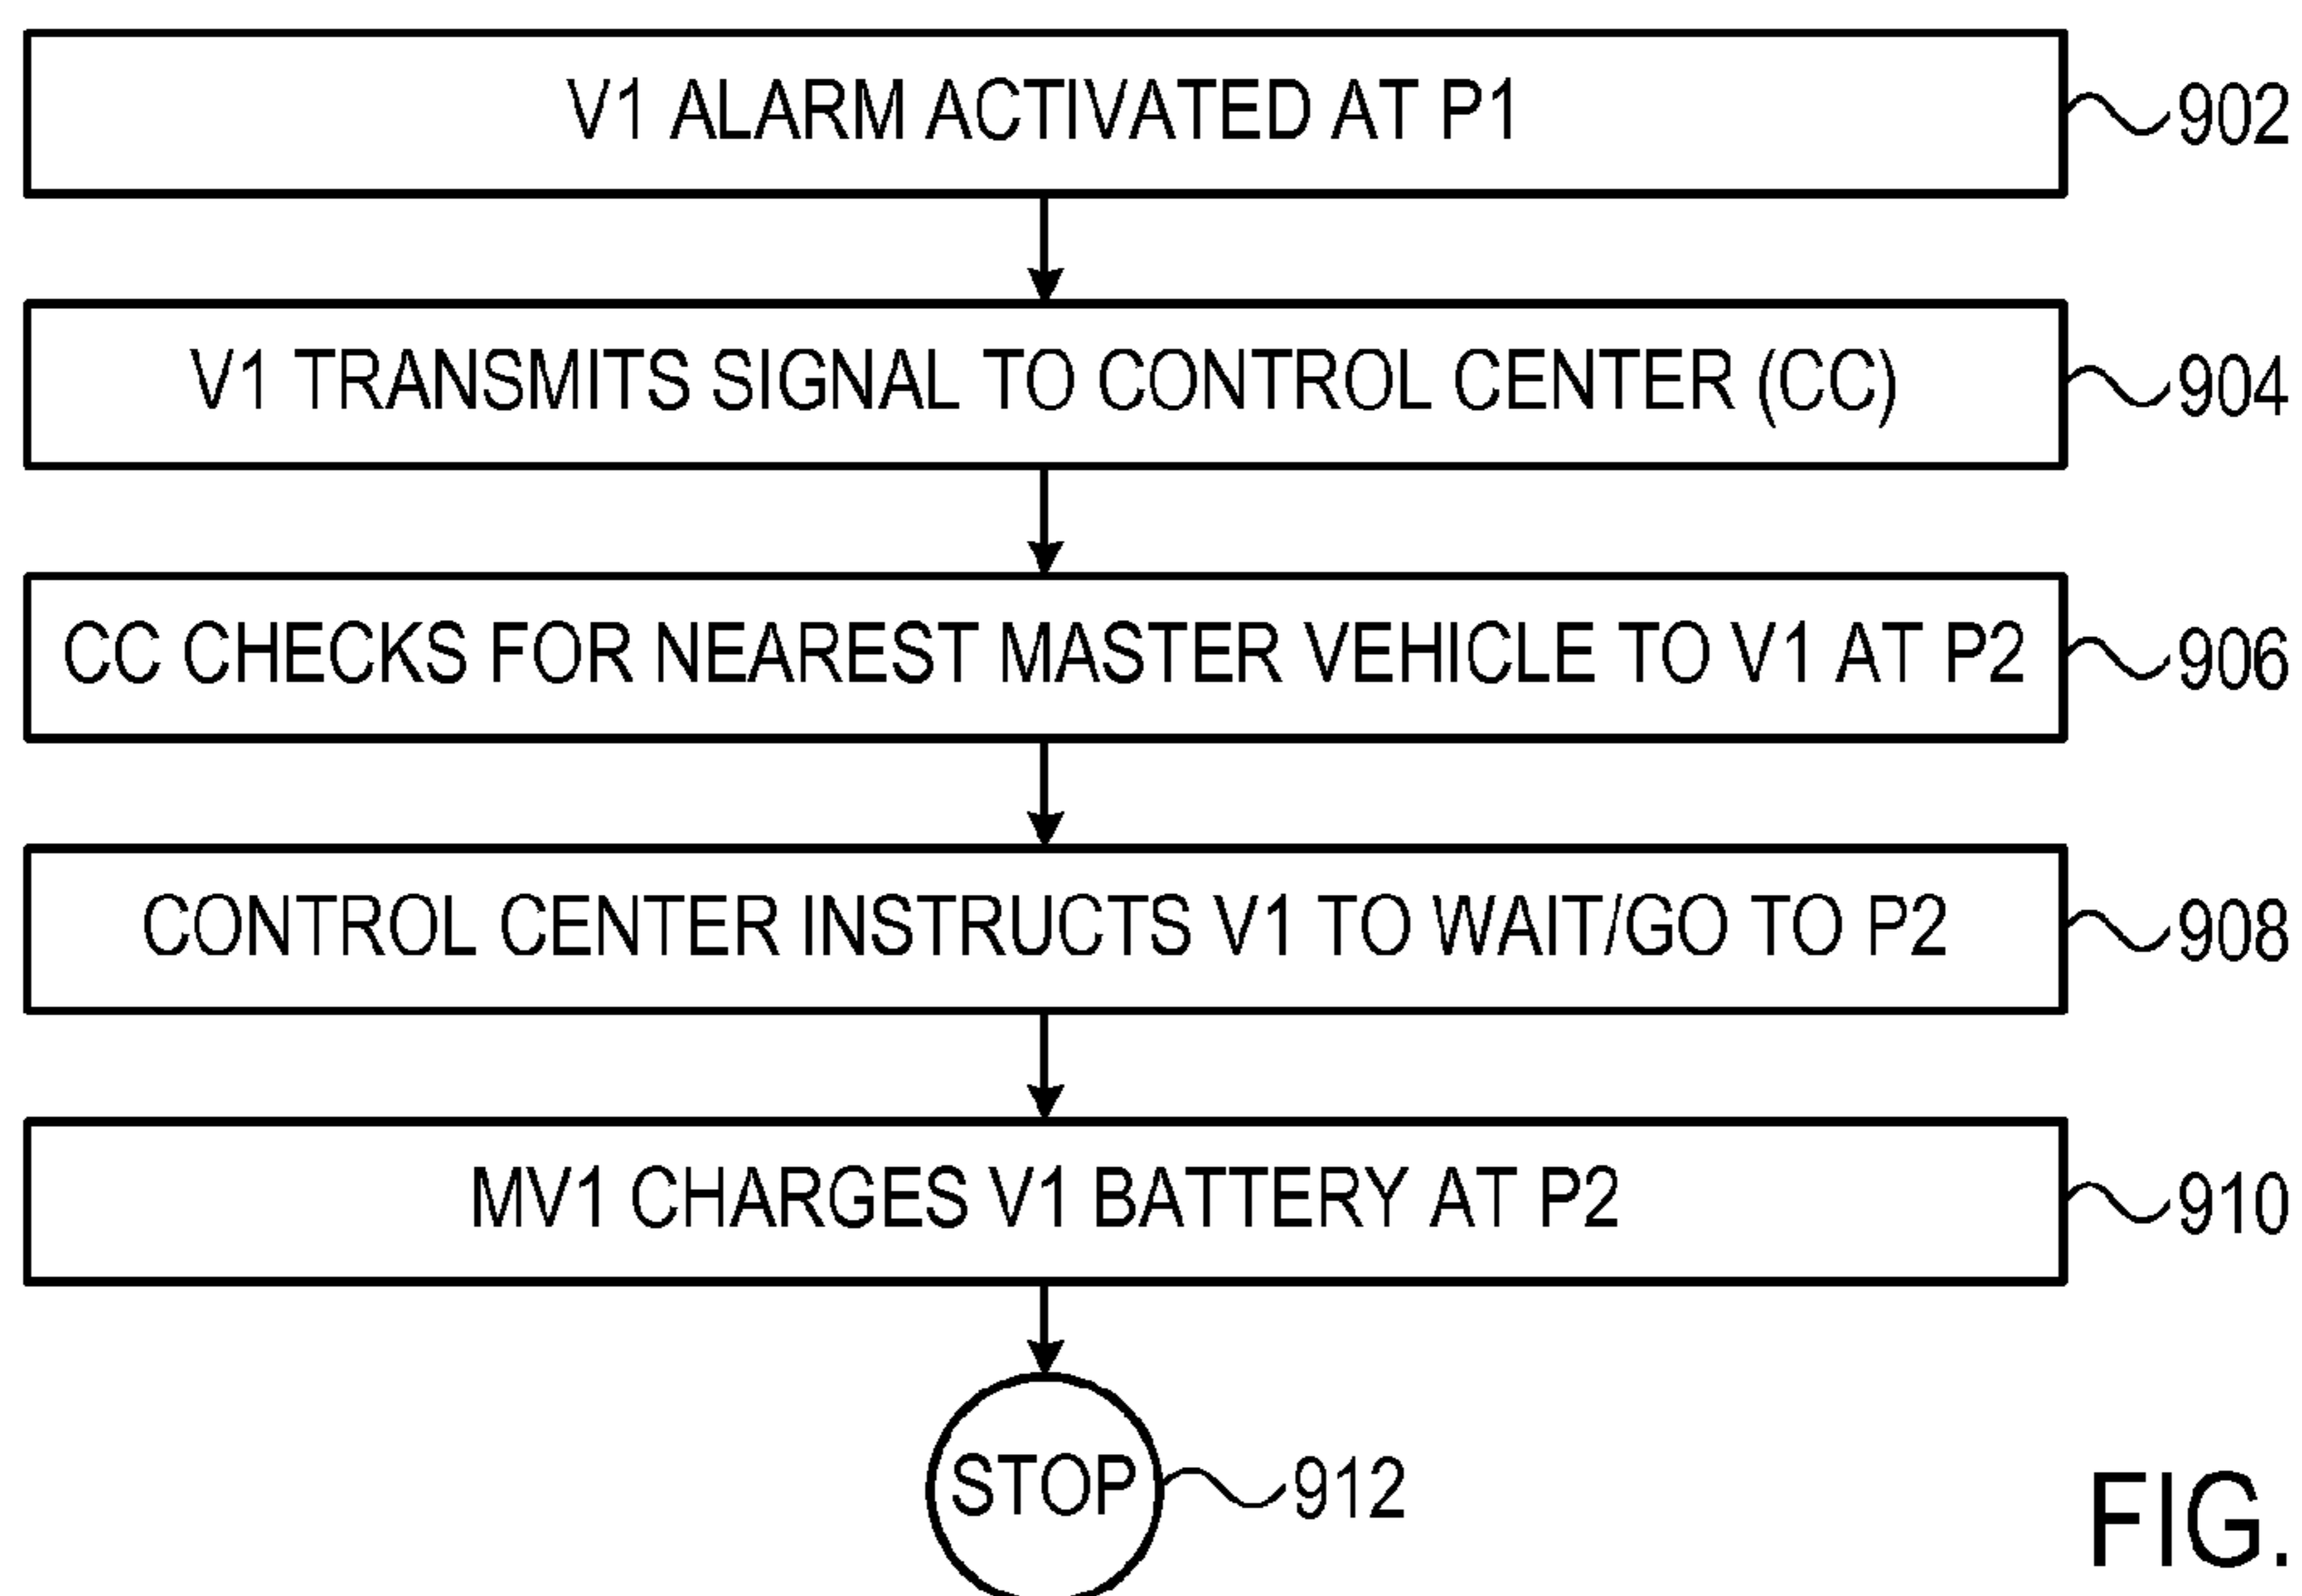 V1 ALARM ACTIVATED AT P1
902
V1 TRANSMITS SIGNAL TO CONTROL CENTER (CC)
904
CC CHECKS FOR NEAREST MASTER VEHICLE TO V1 AT P2
906
CONTROL CENTER INSTRUCTS V1 TO WAIT/GO TO P2
908
MV1 CHARGES V1 BATTERY AT P2
910
STOP
912
FIG.